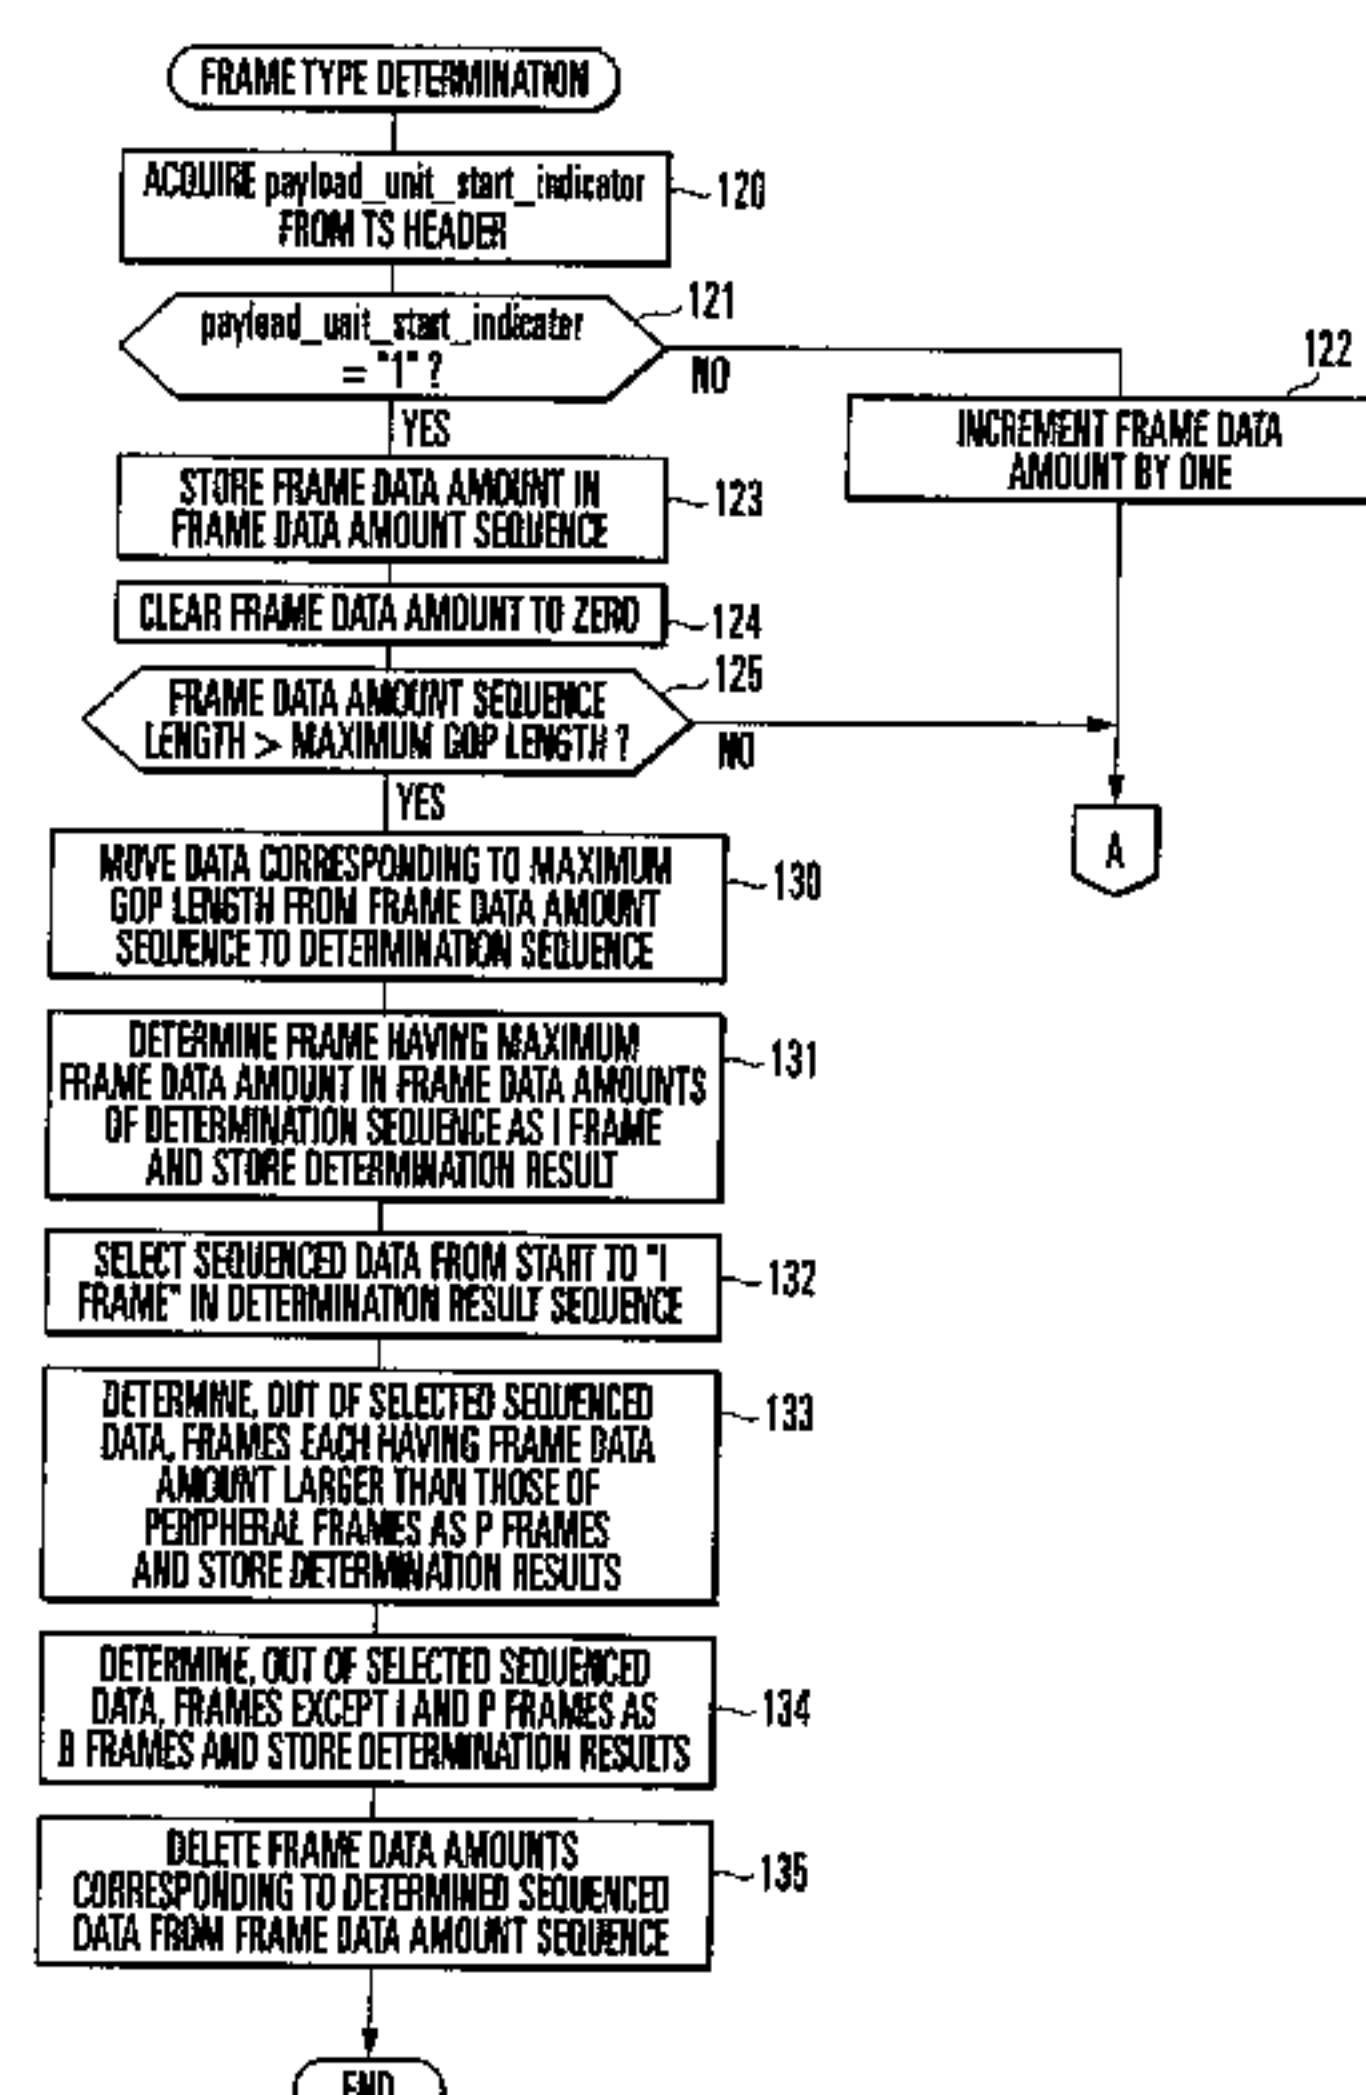 FRAME TYPE DETERMINATION
ACQUIRE payload_unit_start_indicator
FROM TS HEADER
120
payload_unit_start_indicator
= "1" ?
121
NO
YES
122
INCREMENT FRAME DATA
AMOUNT BY ONE
STORE FRAME DATA AMOUNT IN
FRAME DATA AMOUNT SEQUENCE
123
CLEAR FRAME DATA AMOUNT TO ZERO
124
FRAME DATA AMOUNT SEQUENCE
LENGTH > MAXIMUM GOP LENGTH ?
125
NO
YES
A
MOVE DATA CORRESPONDING TO MAXIMUM
GOP LENGTH FROM FRAME DATA AMOUNT
SEQUENCE TO DETERMINATION SEQUENCE
130
DETERMINE FRAME HAVING MAXIMUM
FRAME DATA AMOUNT IN FRAME DATA AMOUNTS
OF DETERMINATION SEQUENCE AS I FRAME
AND STORE DETERMINATION RESULT
131
SELECT SEQUENCED DATA FROM START TO "I
FRAME" IN DETERMINATION RESULT SEQUENCE
132
DETERMINE, OUT OF SELECTED SEQUENCED
DATA, FRAMES EACH HAVING FRAME DATA
AMOUNT LARGER THAN THOSE OF
PERIPHERAL FRAMES AS P FRAMES
AND STORE DETERMINATION RESULTS
133
DETERMINE, OUT OF SELECTED SEQUENCED
DATA, FRAMES EXCEPT I AND P FRAMES AS
B FRAMES AND STORE DETERMINATION RESULTS
134
DELETE FRAME DATA AMOUNTS
CORRESPONDING TO DETERMINED SEQUENCED
DATA FROM FRAME DATA AMOUNT SEQUENCE
135
END